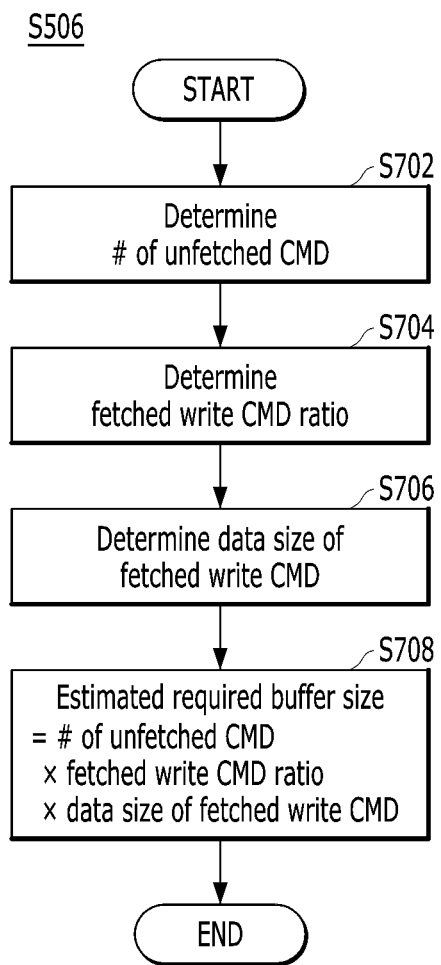 S506
START
S702
Determine
# of unfetched CMD
S704
Determine
fetched write CMD ratio
S706
Determine data size of
fetched write CMD
S708
Estimated required buffer size
= # of unfetched CMD
× fetched write CMD ratio
× data size of fetched write CMD
END